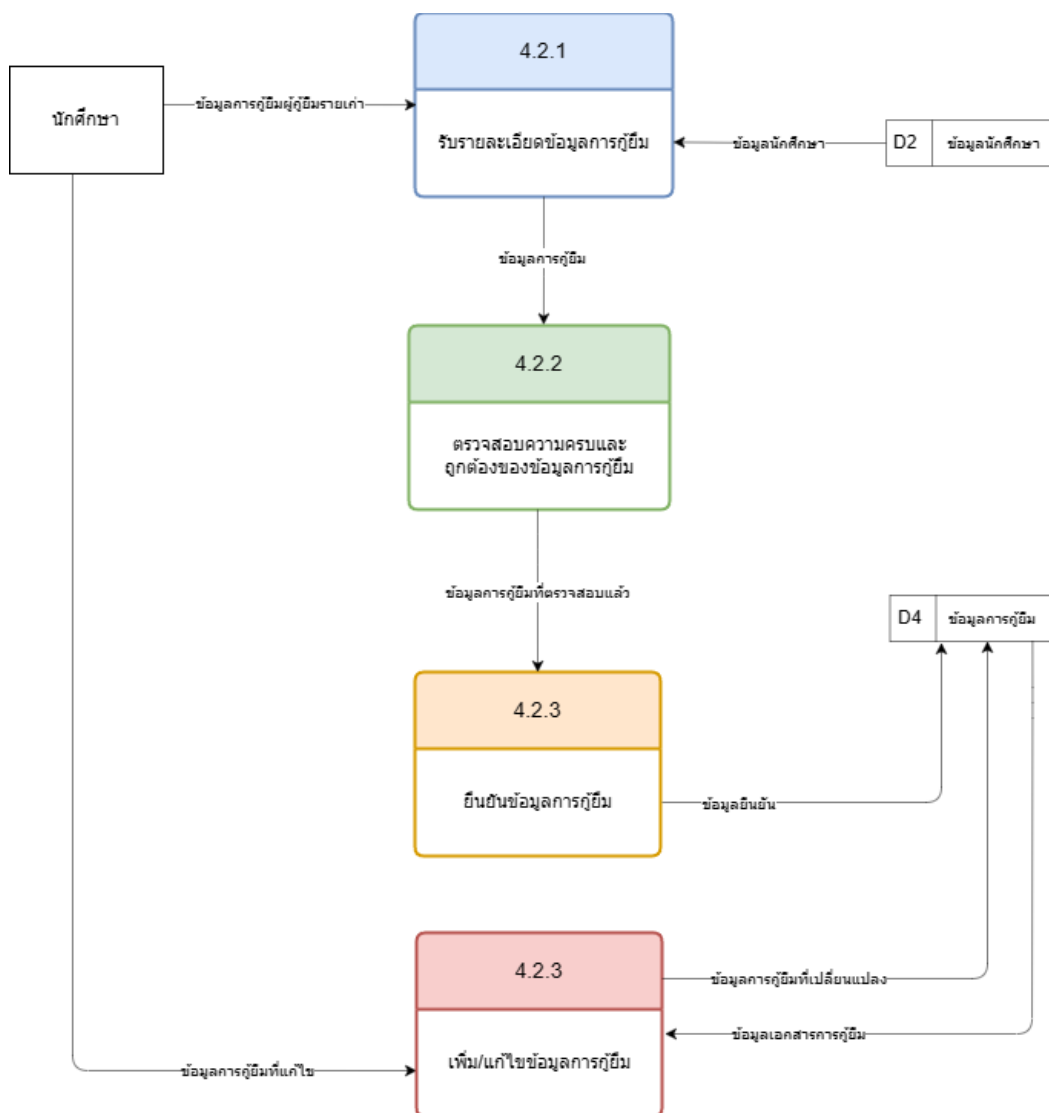 4.2.1
นักศึกษา
ข้อมูลการกู้ยืมผู้กู้ยืมรายเก่า
รับรายละเอียดข้อมูลการกู้ยืม
ข้อมูลนักศึกษา
D2
ข้อมูลนักศึกษา
ข้อมูลการกู้ยืม
4.2.2
ตรวจสอบความครบและ
ถูกต้องของข้อมูลการกู้ยืม
ข้อมูลการกู้ยืมที่ตรวจสอบแล้ว
D4
ข้อมูลการกู้ยืม
4.2.3
ยืนยันข้อมูลการกู้ยืม
ข้อมูลยืนยัน
4.2.3
ข้อมูลการกู้ยืมที่เปลี่ยนแปลง
ข้อมูลเอกสารการกู้ยืม
เพิ่ม/แก้ไขข้อมูลการกู้ยืม
ข้อมูลการกู้ยืมที่แก้ไข